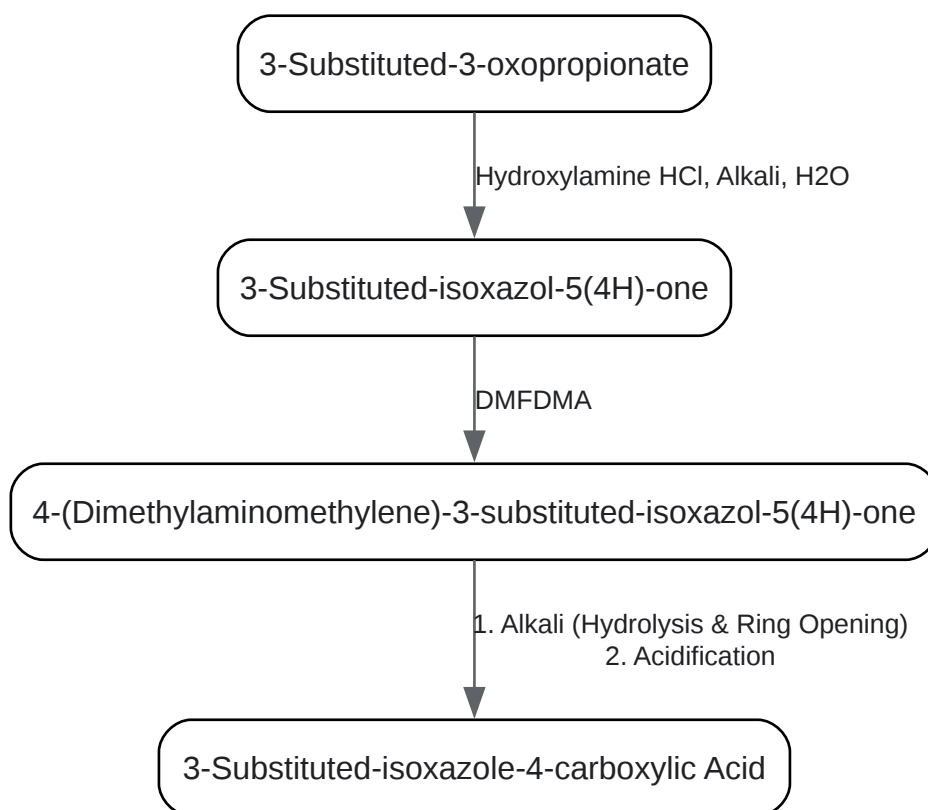 3-Substituted-3-oxopropionate
Hydroxylamine HCl, Alkali, H2O
3-Substituted-isoxazol-5(4H)-one
DMFDMA
4-(Dimethylaminomethylene)-3-substituted-isoxazol-5(4H)-one
1. Alkali (Hydrolysis & Ring Opening)
2. Acidification
3-Substituted-isoxazole-4-carboxylic Acid